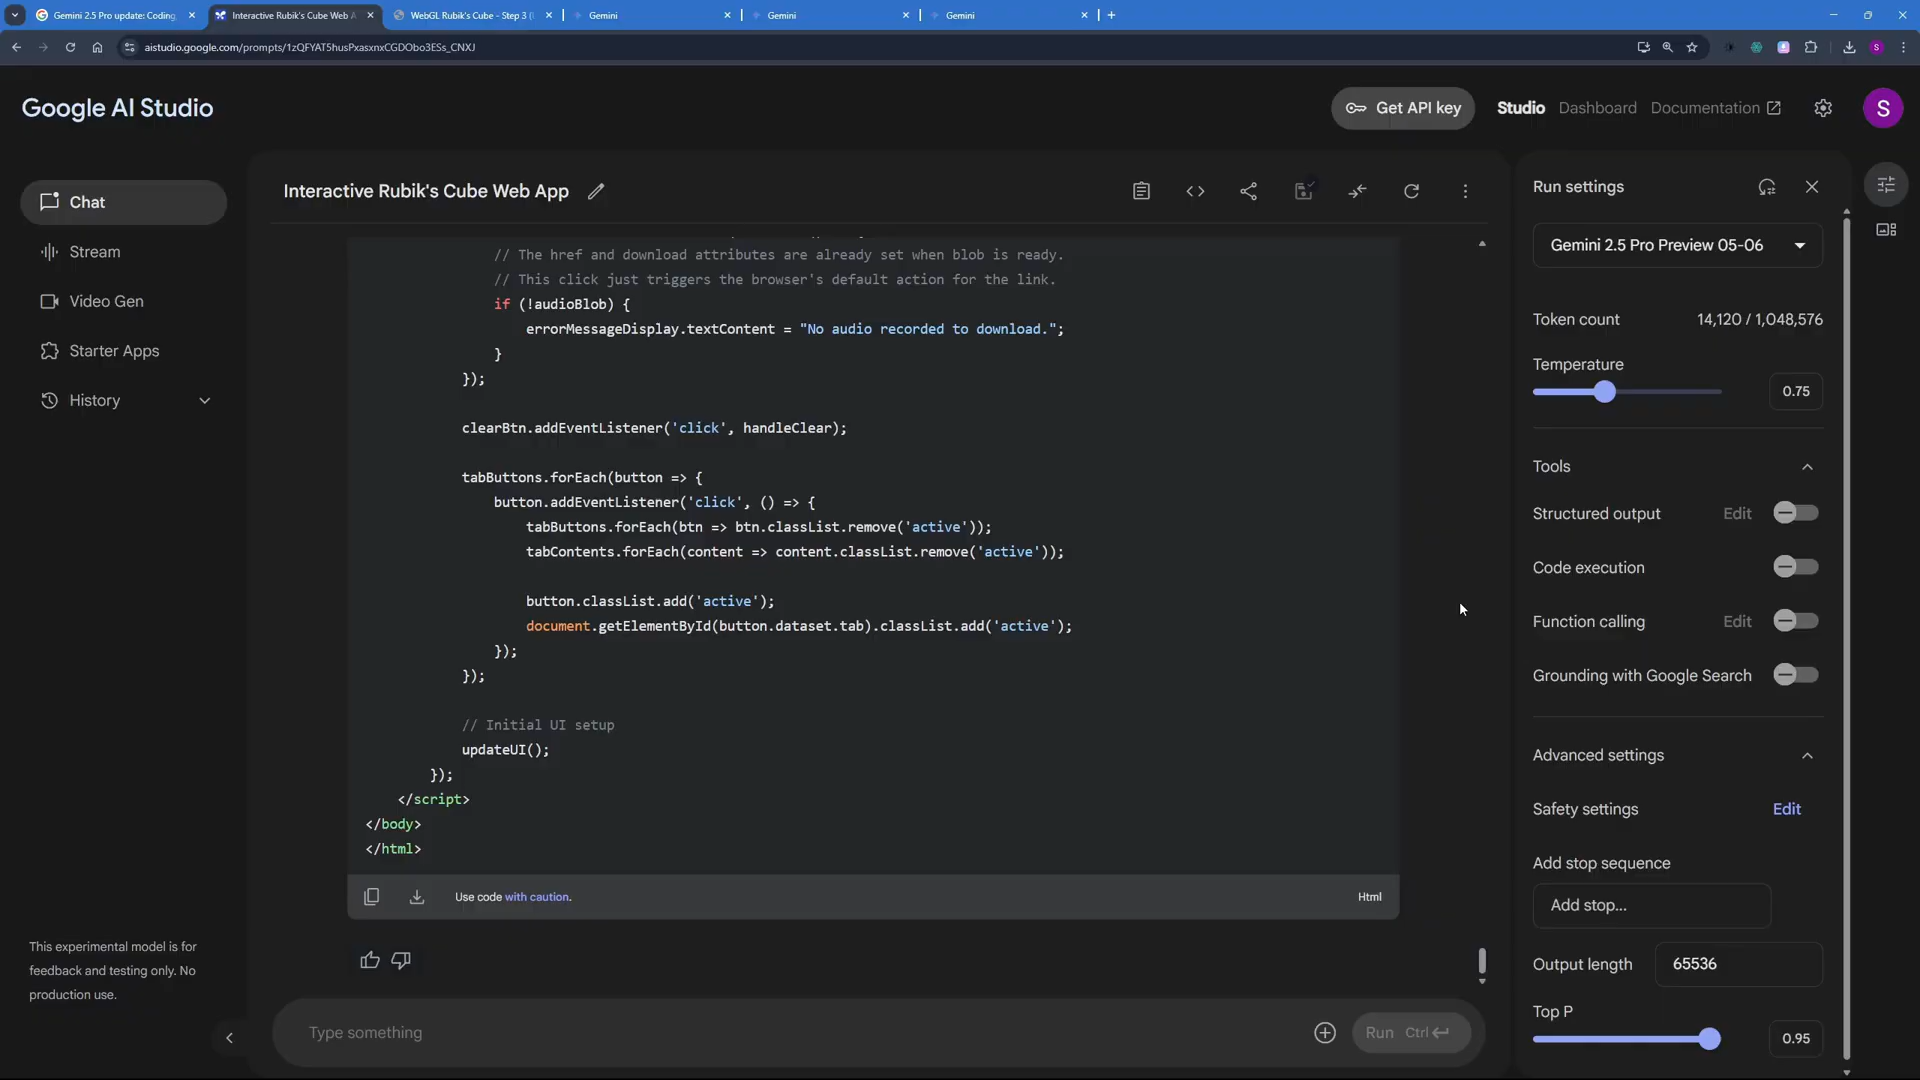 Gemini 2.5 Pro update: Coding,
Interactive Rubik's Cube Web A
WebGL Rubik's Cube - Step 3 (
Gemini
Gemini
Gemini
aistudio.google.com/prompts/1zQFYAT5husPxasxnxCGDObo3ESs_CNXJ
S
Google AI Studio
Get API key
Studio
Dashboard
Documentation
S
Chat
Stream
Video Gen
Starter Apps
History
This experimental model is for
feedback and testing only. No
production use.
Interactive Rubik's Cube Web App
// The href and download attributes are already set when blob is ready.
// This click just triggers the browser's default action for the link.
if (!audioBlob) {
errorMessageDisplay.textContent = "No audio recorded to download.";
}
});
clearBtn.addEventListener('click', handleClear);
tabButtons.forEach(button => {
button.addEventListener('click', () => {
tabButtons.forEach(btn => btn.classList.remove('active'));
tabContents.forEach(content => content.classList.remove('active'));
button.classList.add('active');
document.getElementById(button.dataset.tab).classList.add('active');
});
});
// Initial UI setup
updateUI();
});
</script>
</body>
</html>
Use code with caution.
Html
Type something
Run Ctrl
Run settings
Gemini 2.5 Pro Preview 05-06
Token count 14,120 / 1,048,576
Temperature
0.75
Tools
Structured output Edit
Code execution
Function calling Edit
Grounding with Google Search
Advanced settings
Safety settings Edit
Add stop sequence
Add stop...
Output length 65536
Top P
0.95